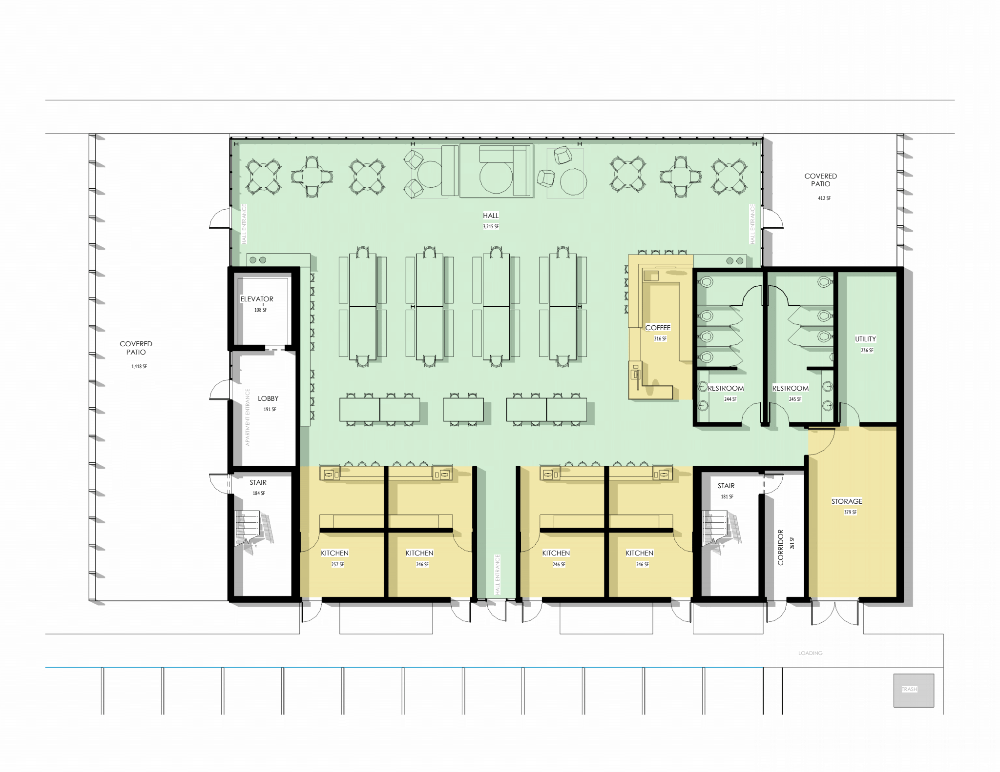 COVERED
PATIO
412 SF
HALL ENTRANCE
HALL
3,215 SF
HALL ENTRANCE
ELEVATOR
108 SF
COFFEE
216 SF
UTILITY
236 SF
COVERED
PATIO
1,418 SF
APARTMENT ENTRANCE
LOBBY
191 SF
RESTROOM
244 SF
RESTROOM
245 SF
STAIR
184 SF
STAIR
181 SF
STORAGE
379 SF
CORRIDOR
261 SF
KITCHEN
257 SF
KITCHEN
246 SF
HALL ENTRANCE
KITCHEN
246 SF
KITCHEN
246 SF
LOADING
TRASH